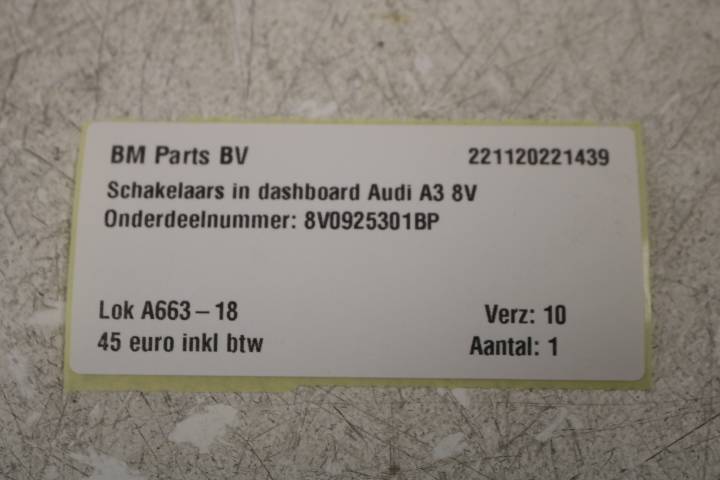 BM Parts BV 221120221439
Schakelaars in dashboard Audi A3 8V
Onderdeelnummer: 8V0925301BP
Lok A663 – 18 Verz: 10
45 euro inkl btw Aantal: 1